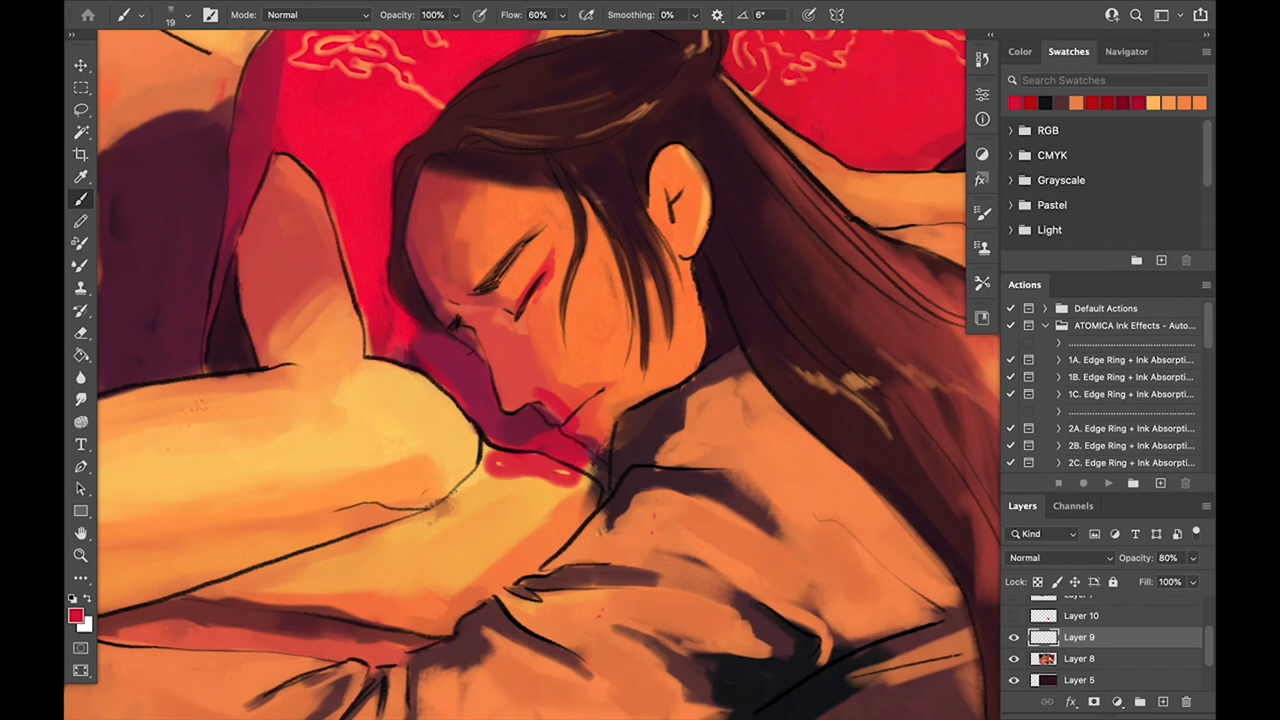 19 Mode: Normal Opacity: 100% Flow: 60% Smoothing: 0% 6°
Color Swatches Navigator
Search Swatches
RGB
CMYK
Grayscale
Pastel
Light
Actions
Default Actions
ATOMICA Ink Effects - Auto...
1A. Edge Ring + Ink Absorpti...
1B. Edge Ring + Ink Absorpti...
1C. Edge Ring + Ink Absorpti...
2A. Edge Ring + Ink Absorpti...
2B. Edge Ring + Ink Absorpti...
2C. Edge Ring + Ink Absorpti...
Layers Channels
Kind
Normal Opacity: 80%
Lock: Fill: 100%
Layer 10
Layer 9
Layer 8
Layer 5